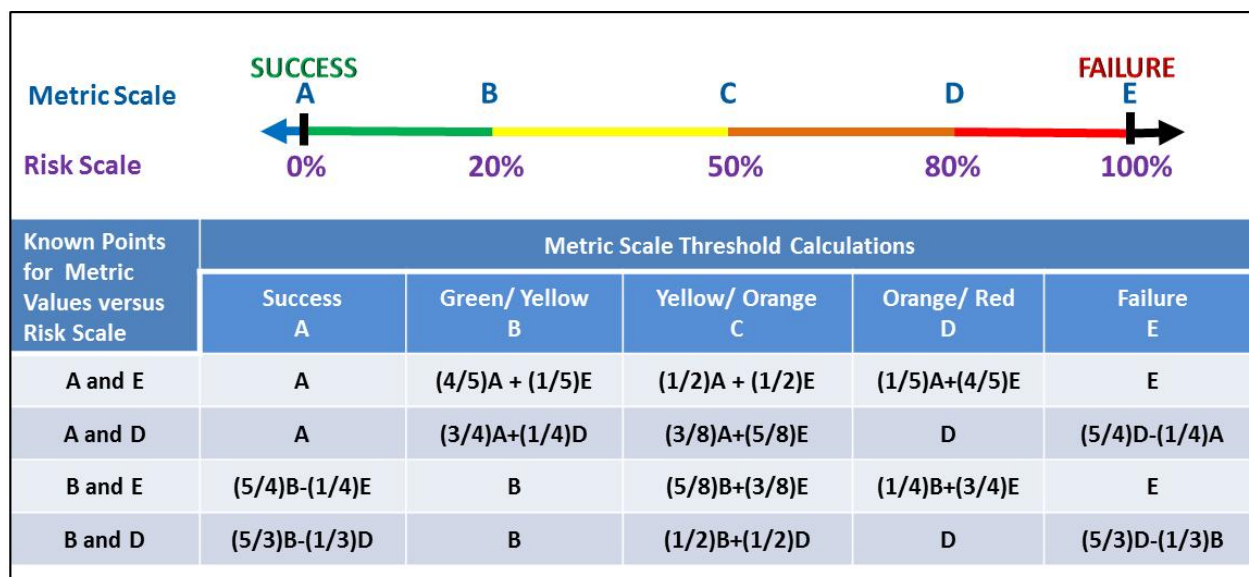 SUCCESS FAILURE
Metric Scale A B C D E
Risk Scale 0% 20% 50% 80% 100%
Known Points
for Metric
Values versus
Risk Scale
Metric Scale Threshold Calculations
Success Green/ Yellow Yellow/ Orange Orange/ Red Failure
A B C D E
A and E A (4/5)A + (1/5)E (1/2)A + (1/2)E (1/5)A+(4/5)E E
A and D A (3/4)A+(1/4)D (3/8)A+(5/8)E D (5/4)D-(1/4)A
B and E (5/4)B-(1/4)E B (5/8)B+(3/8)E (1/4)B+(3/4)E E
B and D (5/3)B-(1/3)D B (1/2)B+(1/2)D D (5/3)D-(1/3)B